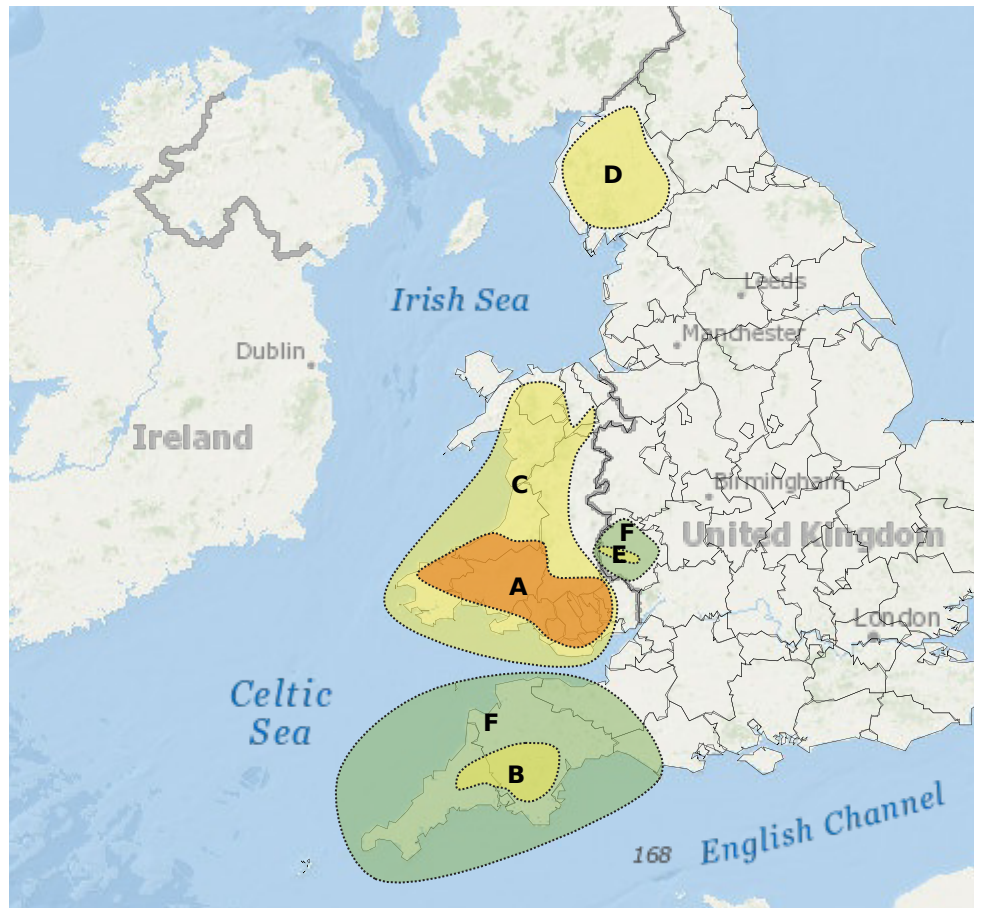 D
Leeds
Irish Sea
Manchester
Dublin
Ireland
C
Birmingham
F
United Kingdom
E
A
London
Celtic
Sea
F
B
English Channel
168